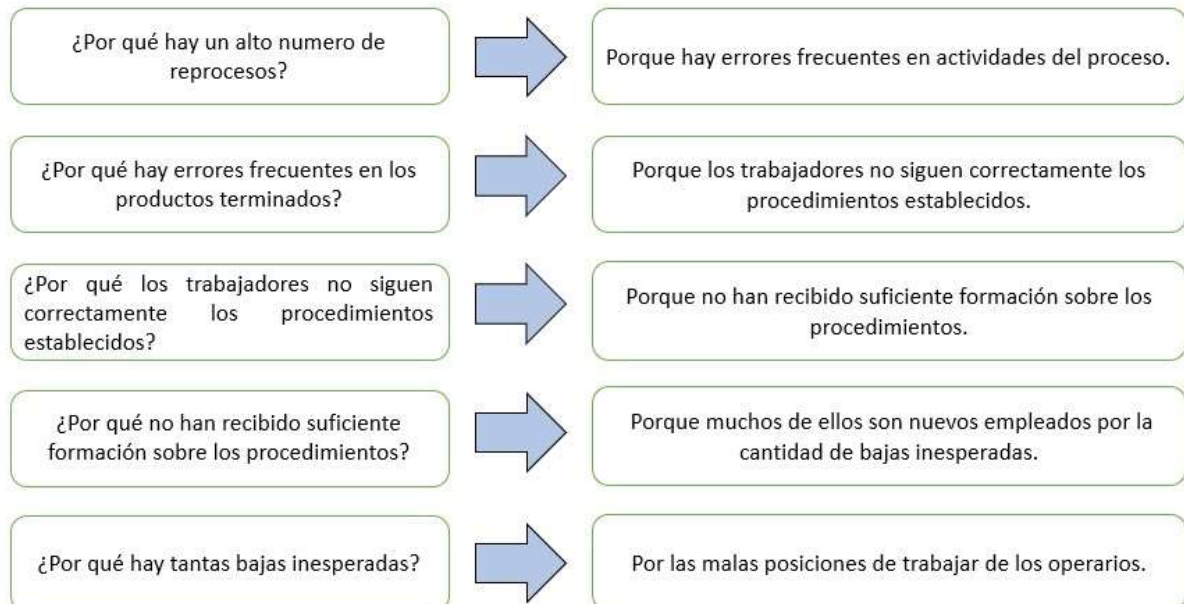 ¿Por qué hay un alto numero de
reprocesos?
Porque hay errores frecuentes en actividades del proceso.
¿Por qué hay errores frecuentes en los
productos terminados?
Porque los trabajadores no siguen correctamente los
procedimientos establecidos.
¿Por qué los trabajadores no siguen
correctamente los procedimientos
establecidos?
Porque no han recibido suficiente formación sobre los
procedimientos.
¿Por qué no han recibido suficiente
formación sobre los procedimientos?
Porque muchos de ellos son nuevos empleados por la
cantidad de bajas inesperadas.
¿Por qué hay tantas bajas inesperadas?
Por las malas posiciones de trabajar de los operarios.